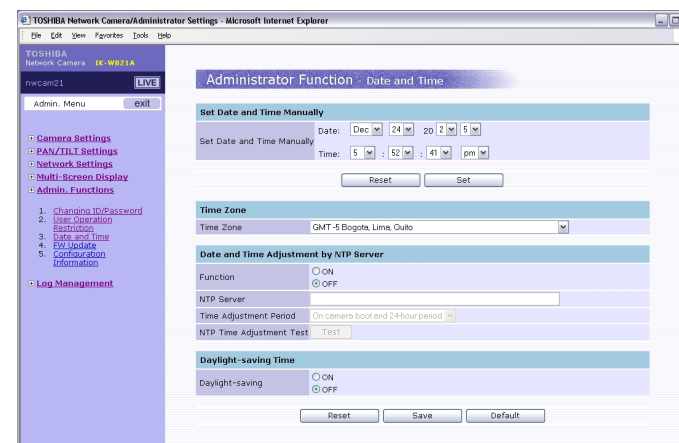 TOSHIBA Network Camera/Administrator Settings - Microsoft Internet Explorer
File Edit View Favorites Tools Help
TOSHIBA
Network Camera IK-WB21A
nwcam21 LIVE
Admin. Menu exit
Camera Settings
PAN/TILT Settings
Network Settings
Multi-Screen Display
Admin. Functions
1. Changing ID/Password
2. User Operation
Restriction
3. Date and Time
4. FW Update
5. Configuration
Information
Log Management
Administrator Function - Date and Time
Set Date and Time Manually
Set Date and Time Manually
Date: Dec 24 20 2 5
Time: 5 : 52 : 41 pm
Reset Set
Time Zone
Time Zone GMT -5 Bogota, Lima, Quito
Date and Time Adjustment by NTP Server
Function
ON
OFF
NTP Server
Time Adjustment Period On camera boot and 24-hour period
NTP Time Adjustment Test Test
Daylight-saving Time
Daylight-saving
ON
OFF
Reset Save Default